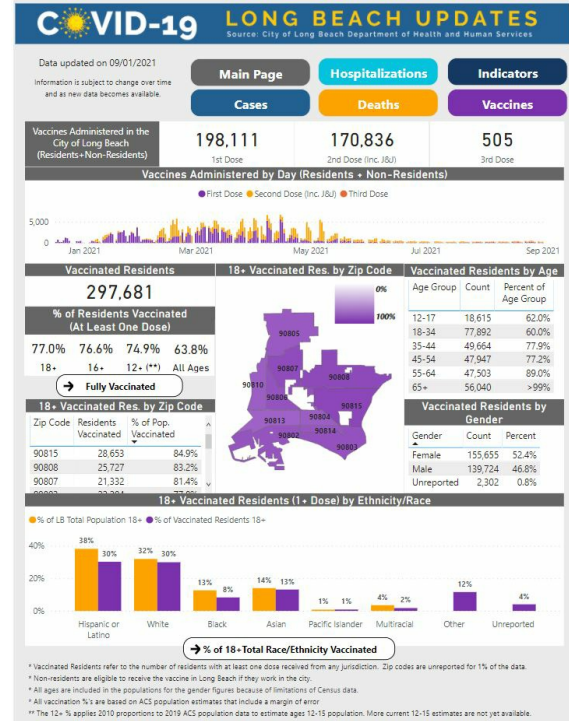 COVID-19
LONG BEACH UPDATES
Source: City of Long Beach Department of Health and Human Services
Data updated on 09/01/2021
Information is subject to change over time
and as new data becomes available.
Main Page
Hospitalizations
Indicators
Cases
Deaths
Vaccines
Vaccines Administered in the
City of Long Beach
(Residents+Non-Residents)
198,111
1st Dose
170,836
2nd Dose (Inc. J&J)
505
3rd Dose
Vaccines Administered by Day (Residents + Non-Residents)
First Dose Second Dose (Inc. J&J) Third Dose
5,000
0
Jan 2021 Mar 2021 May 2021 Jul 2021 Sep 2021
Vaccinated Residents
297,681
% of Residents Vaccinated
(At Least One Dose)
77.0% 76.6% 74.9% 63.8%
18+ 16+ 12+ (**) All Ages
→ Fully Vaccinated
18+ Vaccinated Res. by Zip Code
Zip Code Residents Vaccinated % of Pop. Vaccinated
90815 28,653 84.9%
90808 25,727 83.2%
90807 21,332 81.4%
18+ Vaccinated Res. by Zip Code
0%
100%
90805
90807
90810
90808
90806
90815
90813
90804
90802
90814
90803
Vaccinated Residents by Age
Age Group Count Percent of Age Group
12-17 18,615 62.0%
18-34 77,892 60.0%
35-44 49,664 77.9%
45-54 47,947 77.2%
55-64 47,503 89.0%
65+ 56,040 >99%
Vaccinated Residents by
Gender
Gender Count Percent
Female 155,655 52.4%
Male 139,724 46.8%
Unreported 2,302 0.8%
18+ Vaccinated Residents (1+ Dose) by Ethnicity/Race
% of LB Total Population 18+ % of Vaccinated Residents 18+
40%
20%
0%
38% 30% 32% 30% 13% 8% 14% 13% 1% 1% 4% 2% 12% 4%
Hispanic or Latino White Black Asian Pacific Islander Multiracial Other Unreported
→ % of 18+Total Race/Ethnicity Vaccinated
* Vaccinated Residents refer to the number of residents with at least one dose received from any jurisdiction. Zip codes are unreported for 1% of the data.
* Non-residents are eligible to receive the vaccine in Long Beach if they work in the city.
* All ages are included in the populations for the gender figures because of limitations of Census data.
* All vaccination %'s are based on ACS population estimates that include a margin of error
** The 12+ % applies 2010 proportions to 2019 ACS population data to estimate ages 12-15 population. More current 12-15 estimates are not yet available.